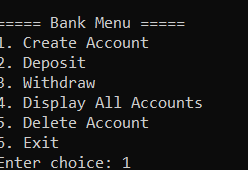 ===== Bank Menu =====
1. Create Account
2. Deposit
3. Withdraw
4. Display All Accounts
5. Delete Account
6. Exit
Enter choice: 1